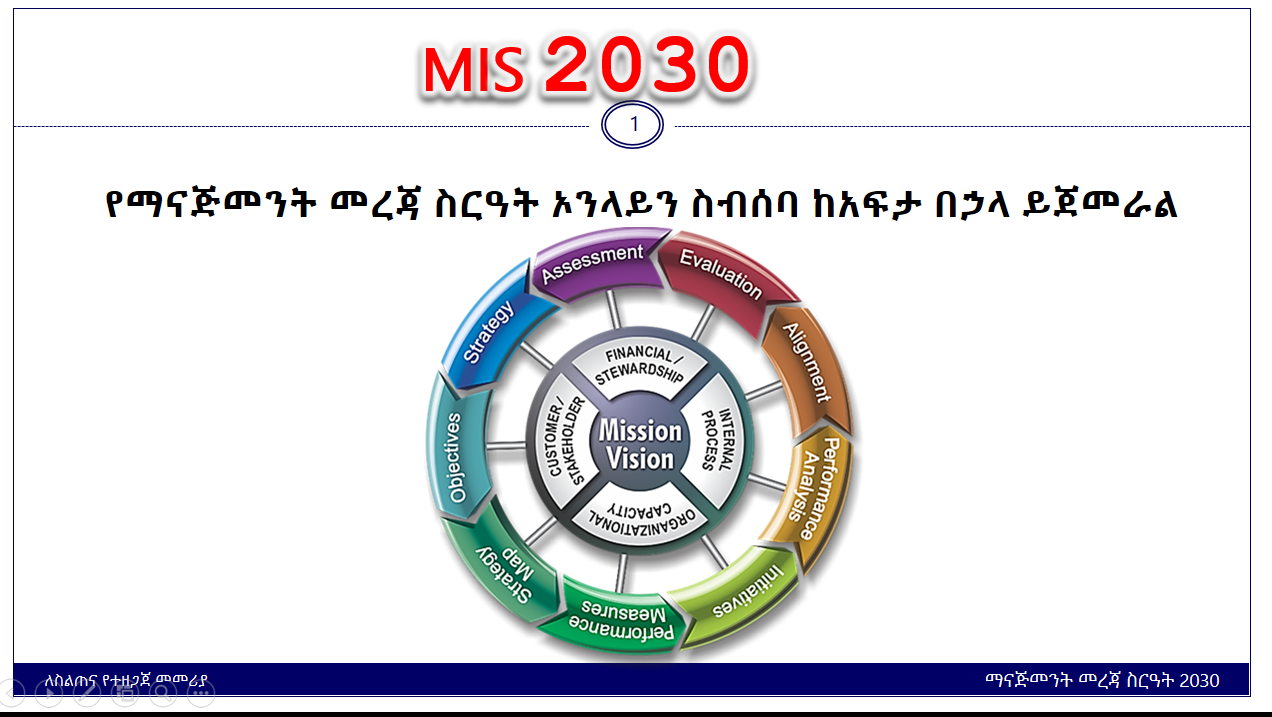 MIS 2030
1
የማናጅመንት መረጃ ስርዓት ኦንላይን ስብሰባ ከአፍታ በኃላ ይጀመራል
Assessment
Evaluation
Alignment
Performance
Analysis
Initiatives
Performance
Measures
Strategy
Map
Objectives
Strategy
FINANCIAL /
STEWARDSHIP
INTERNAL
PROCESS
ORGANIZATIONAL
CAPACITY
CUSTOMER/
STAKEHOLDER
Mission
Vision
ለስልጠና የተዘጋጀ መመሪያ
ማናጅመንት መረጃ ስርዓት 2030